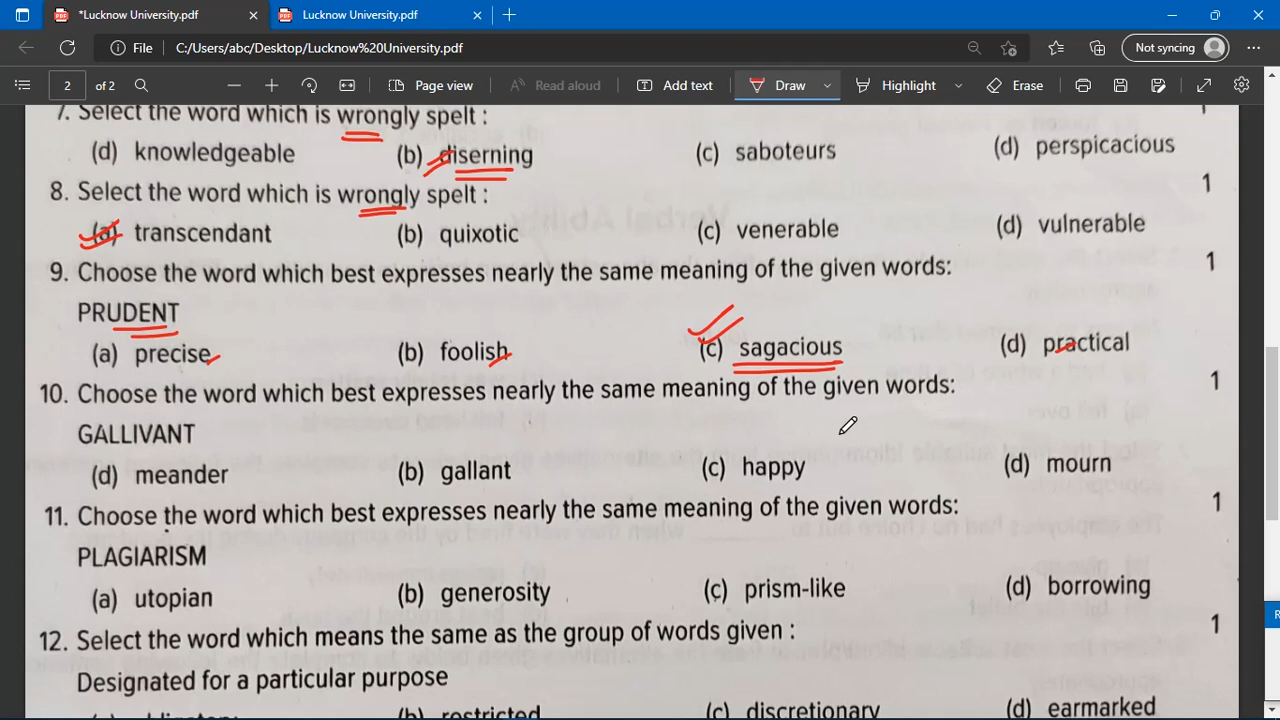 *Lucknow University.pdf
Lucknow University.pdf
File C:/Users/abc/Desktop/Lucknow%20University.pdf
Not syncing
2 of 2
Page view
Read aloud
Add text
Draw
Highlight
Erase
7. Select the word which is wrongly spelt : 1
(d) knowledgeable (b) diserning (c) saboteurs (d) perspicacious
8. Select the word which is wrongly spelt : 1
(a) transcendant (b) quixotic (c) venerable (d) vulnerable
9. Choose the word which best expresses nearly the same meaning of the given words: 1
PRUDENT
(a) precise (b) foolish (c) sagacious (d) practical
10. Choose the word which best expresses nearly the same meaning of the given words: 1
GALLIVANT
(d) meander (b) gallant (c) happy (d) mourn
11. Choose the word which best expresses nearly the same meaning of the given words: 1
PLAGIARISM
(a) utopian (b) generosity (c) prism-like (d) borrowing
12. Select the word which means the same as the group of words given : 1
Designated for a particular purpose
(b) restricted (c) discretionary (d) earmarked